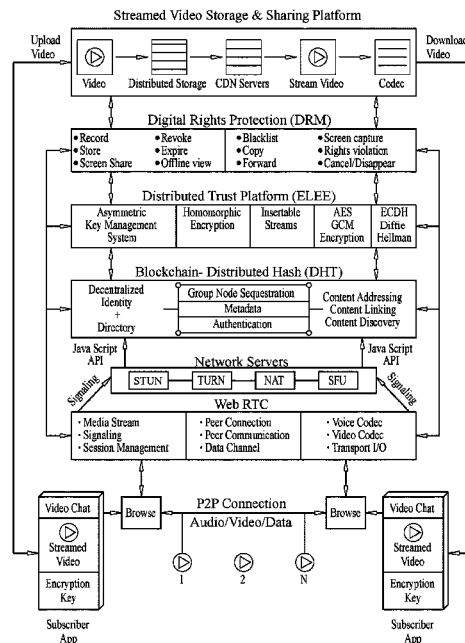 Streamed Video Storage & Sharing Platform
Upload Video
Download Video
Video
Distributed Storage
CDN Servers
Stream Video
Codec
Digital Rights Protection (DRM)
•Record
•Store
•Screen Share
•Revoke
•Expire
•Offline view
•Blacklist
•Copy
•Forward
•Screen capture
•Rights violation
•Cancel/Disappear
Distributed Trust Platform (ELEE)
Asymmetric
Key Management
System
Homomorphic
Encryption
Insertable
Streams
AES
GCM
Encryption
ECDH
Diffie
Hellman
Blockchain- Distributed Hash (DHT)
Decentralized
Identity
+
Directory
Group Node Sequestration
Metadata
Authentication
Content Addressing
Content Linking
Content Discovery
Java Script
API
Java Script
API
Signaling
Network Servers
Signaling
STUN
TURN
NAT
SFU
Web RTC
· Media Stream
· Signaling
· Session Management
· Peer Connection
· Peer Communication
· Data Channel
· Voice Codec
· Video Codec
· Transport I/O
Video Chat
Streamed
Video
Encryption
Key
Subscriber
App
Browse
P2P Connection
Audio/Video/Data
1
2
N
Browse
Video Chat
Streamed
Video
Encryption
Key
Subscriber
App